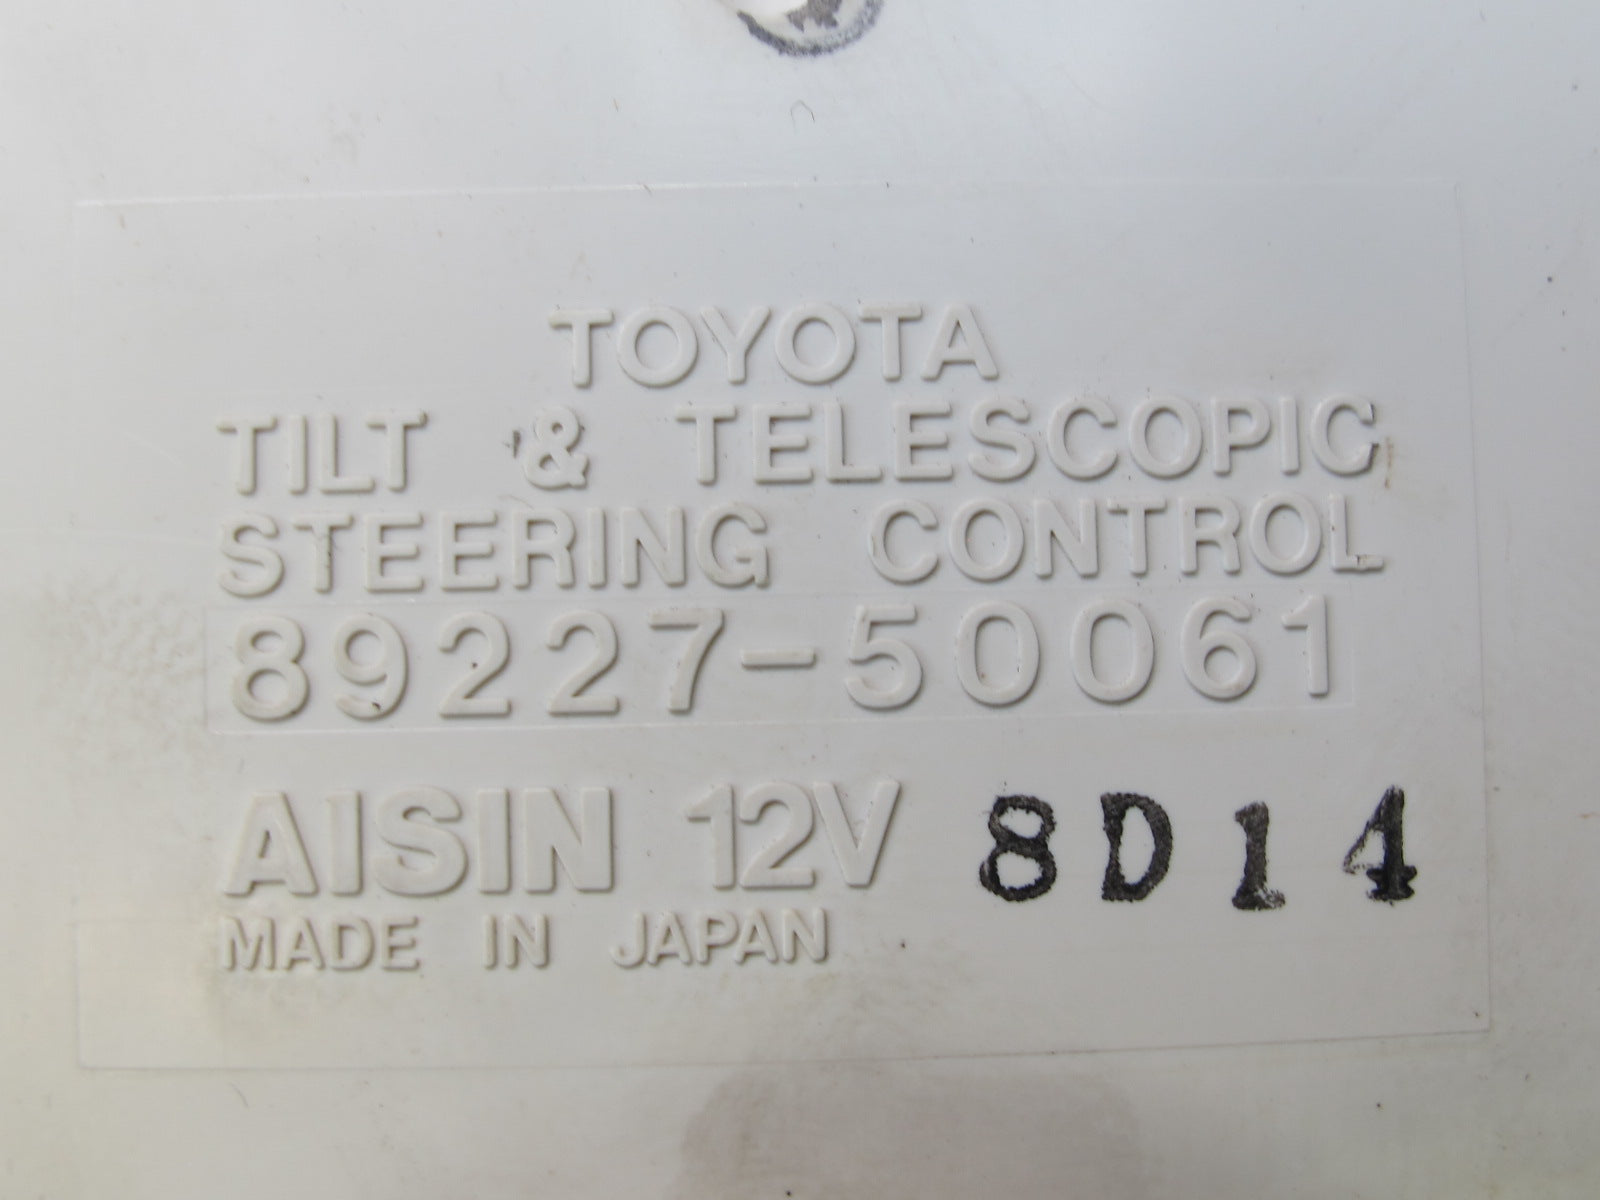 TOYOTA
TILT & TELESCOPIC
STEERING CONTROL
89227-50061
AISIN 12V 8D14
MADE IN JAPAN